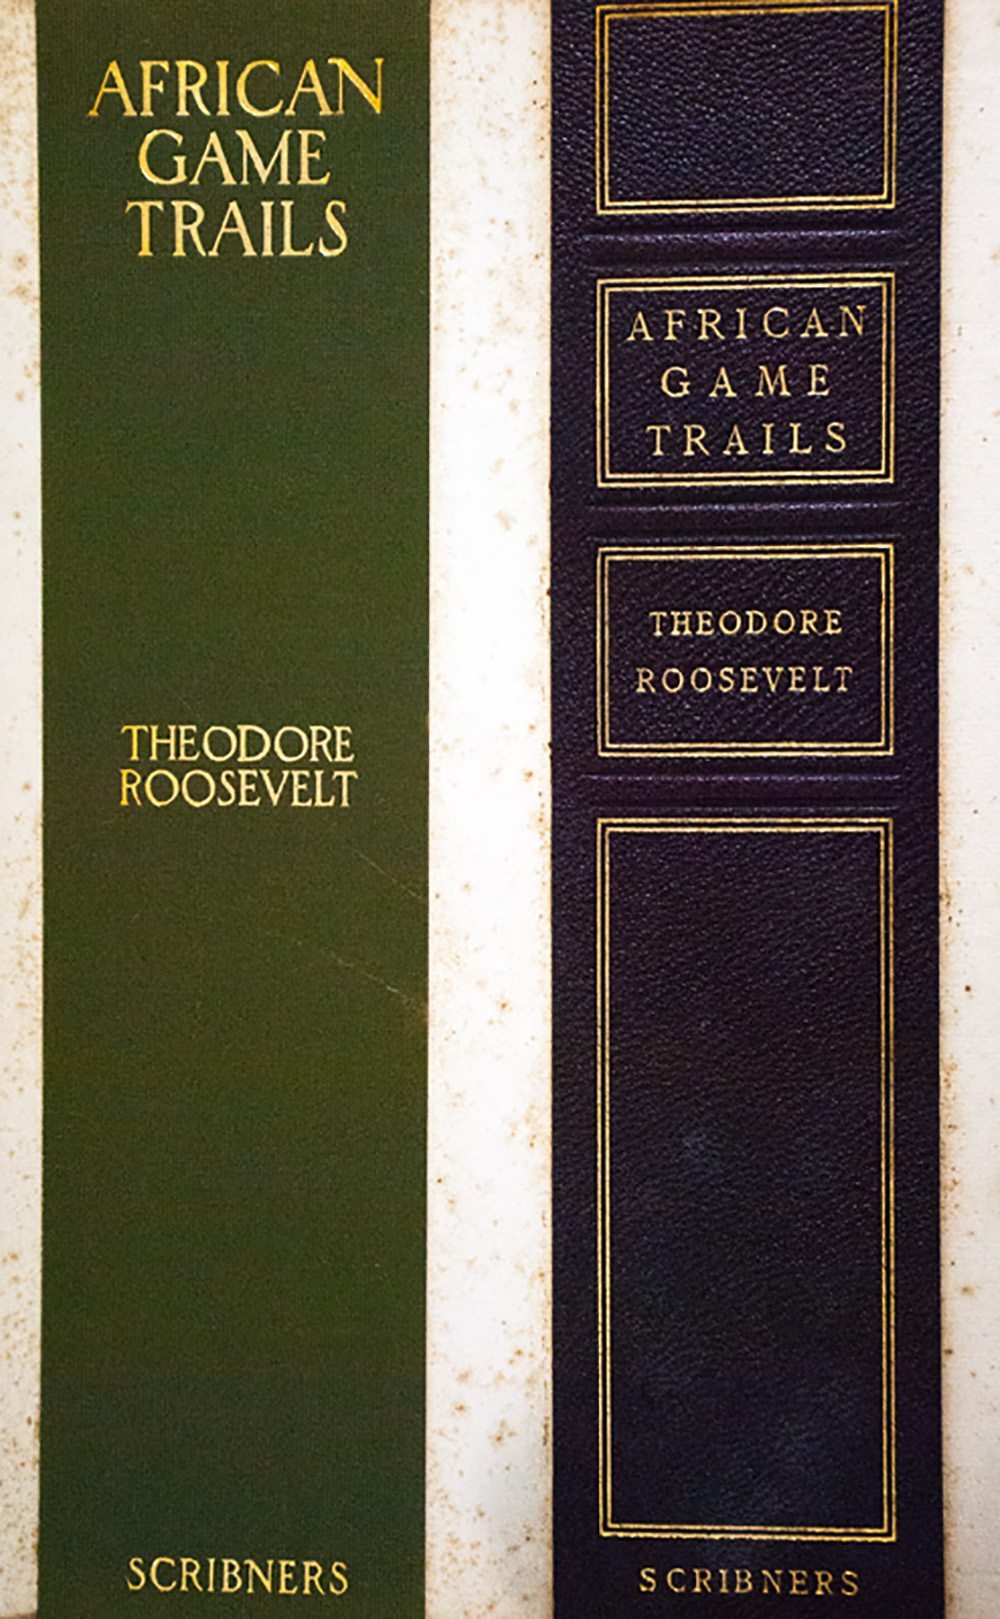 AFRICAN
GAME
TRAILS
THEODORE
ROOSEVELT
SCRIBNERS
AFRICAN
GAME
TRAILS
THEODORE
ROOSEVELT
SCRIBNERS